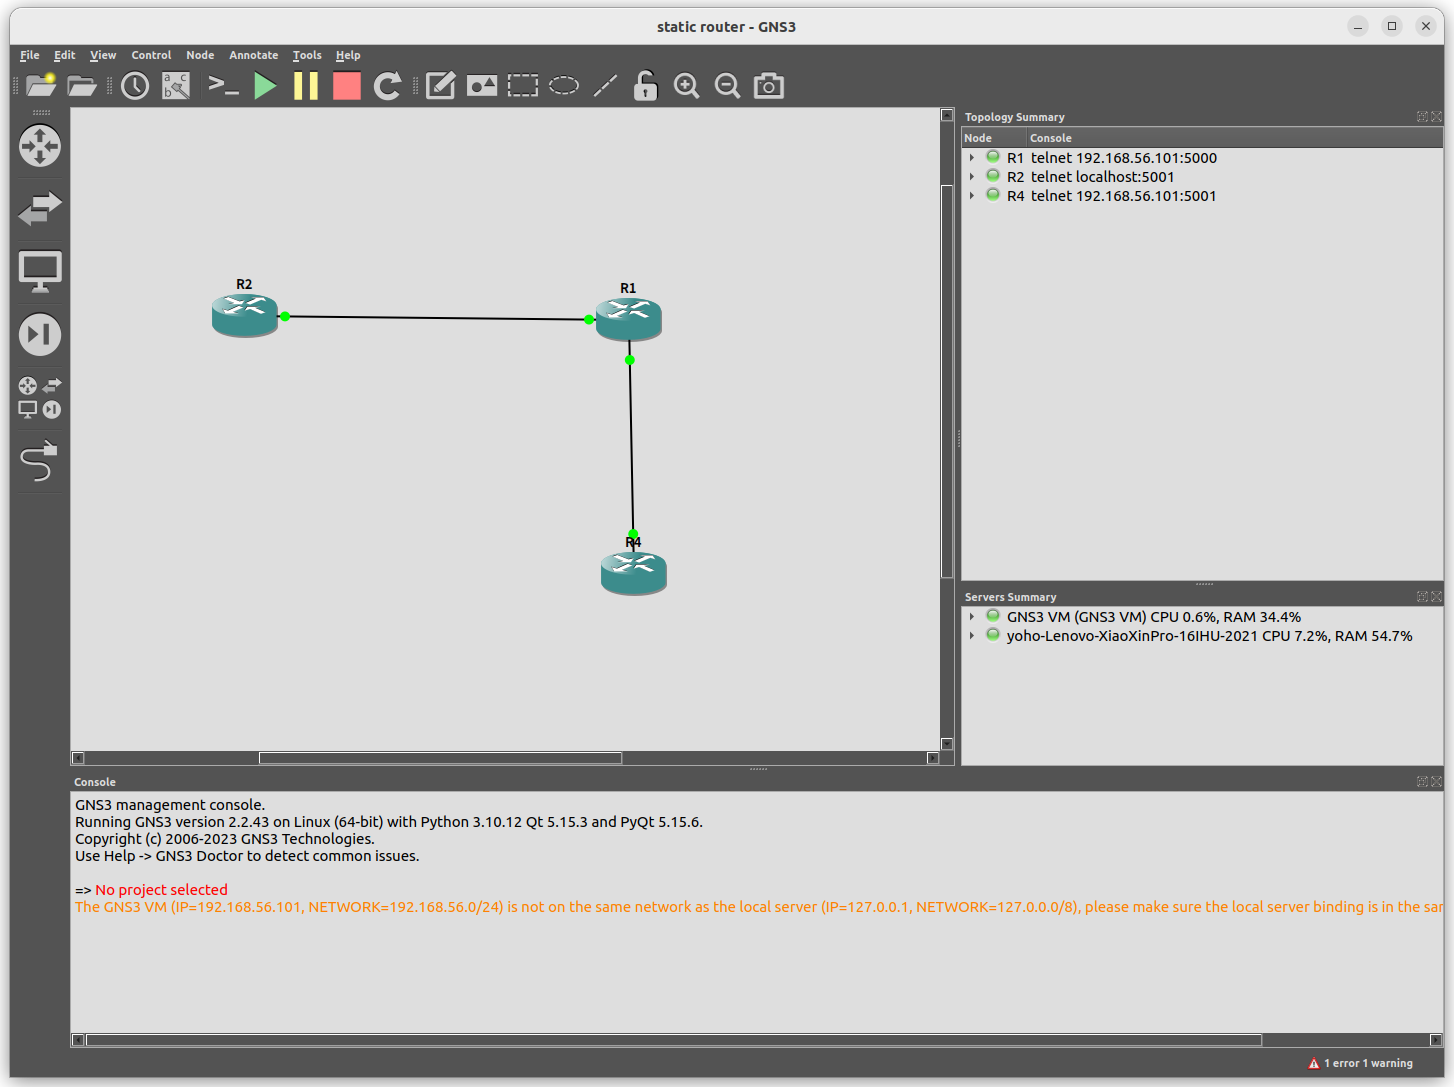 static router - GNS3
File Edit View Control Node Annotate Tools Help
Topology Summary
Node Console
R1 telnet 192.168.56.101:5000
R2 telnet localhost:5001
R4 telnet 192.168.56.101:5001
R2
R1
R4
Servers Summary
GNS3 VM (GNS3 VM) CPU 0.6%, RAM 34.4%
yoho-Lenovo-XiaoXinPro-16IHU-2021 CPU 7.2%, RAM 54.7%
Console
GNS3 management console.
Running GNS3 version 2.2.43 on Linux (64-bit) with Python 3.10.12 Qt 5.15.3 and PyQt 5.15.6.
Copyright (c) 2006-2023 GNS3 Technologies.
Use Help -> GNS3 Doctor to detect common issues.
=> No project selected
The GNS3 VM (IP=192.168.56.101, NETWORK=192.168.56.0/24) is not on the same network as the local server (IP=127.0.0.1, NETWORK=127.0.0.0/8), please make sure the local server binding is in the sar
1 error 1 warning